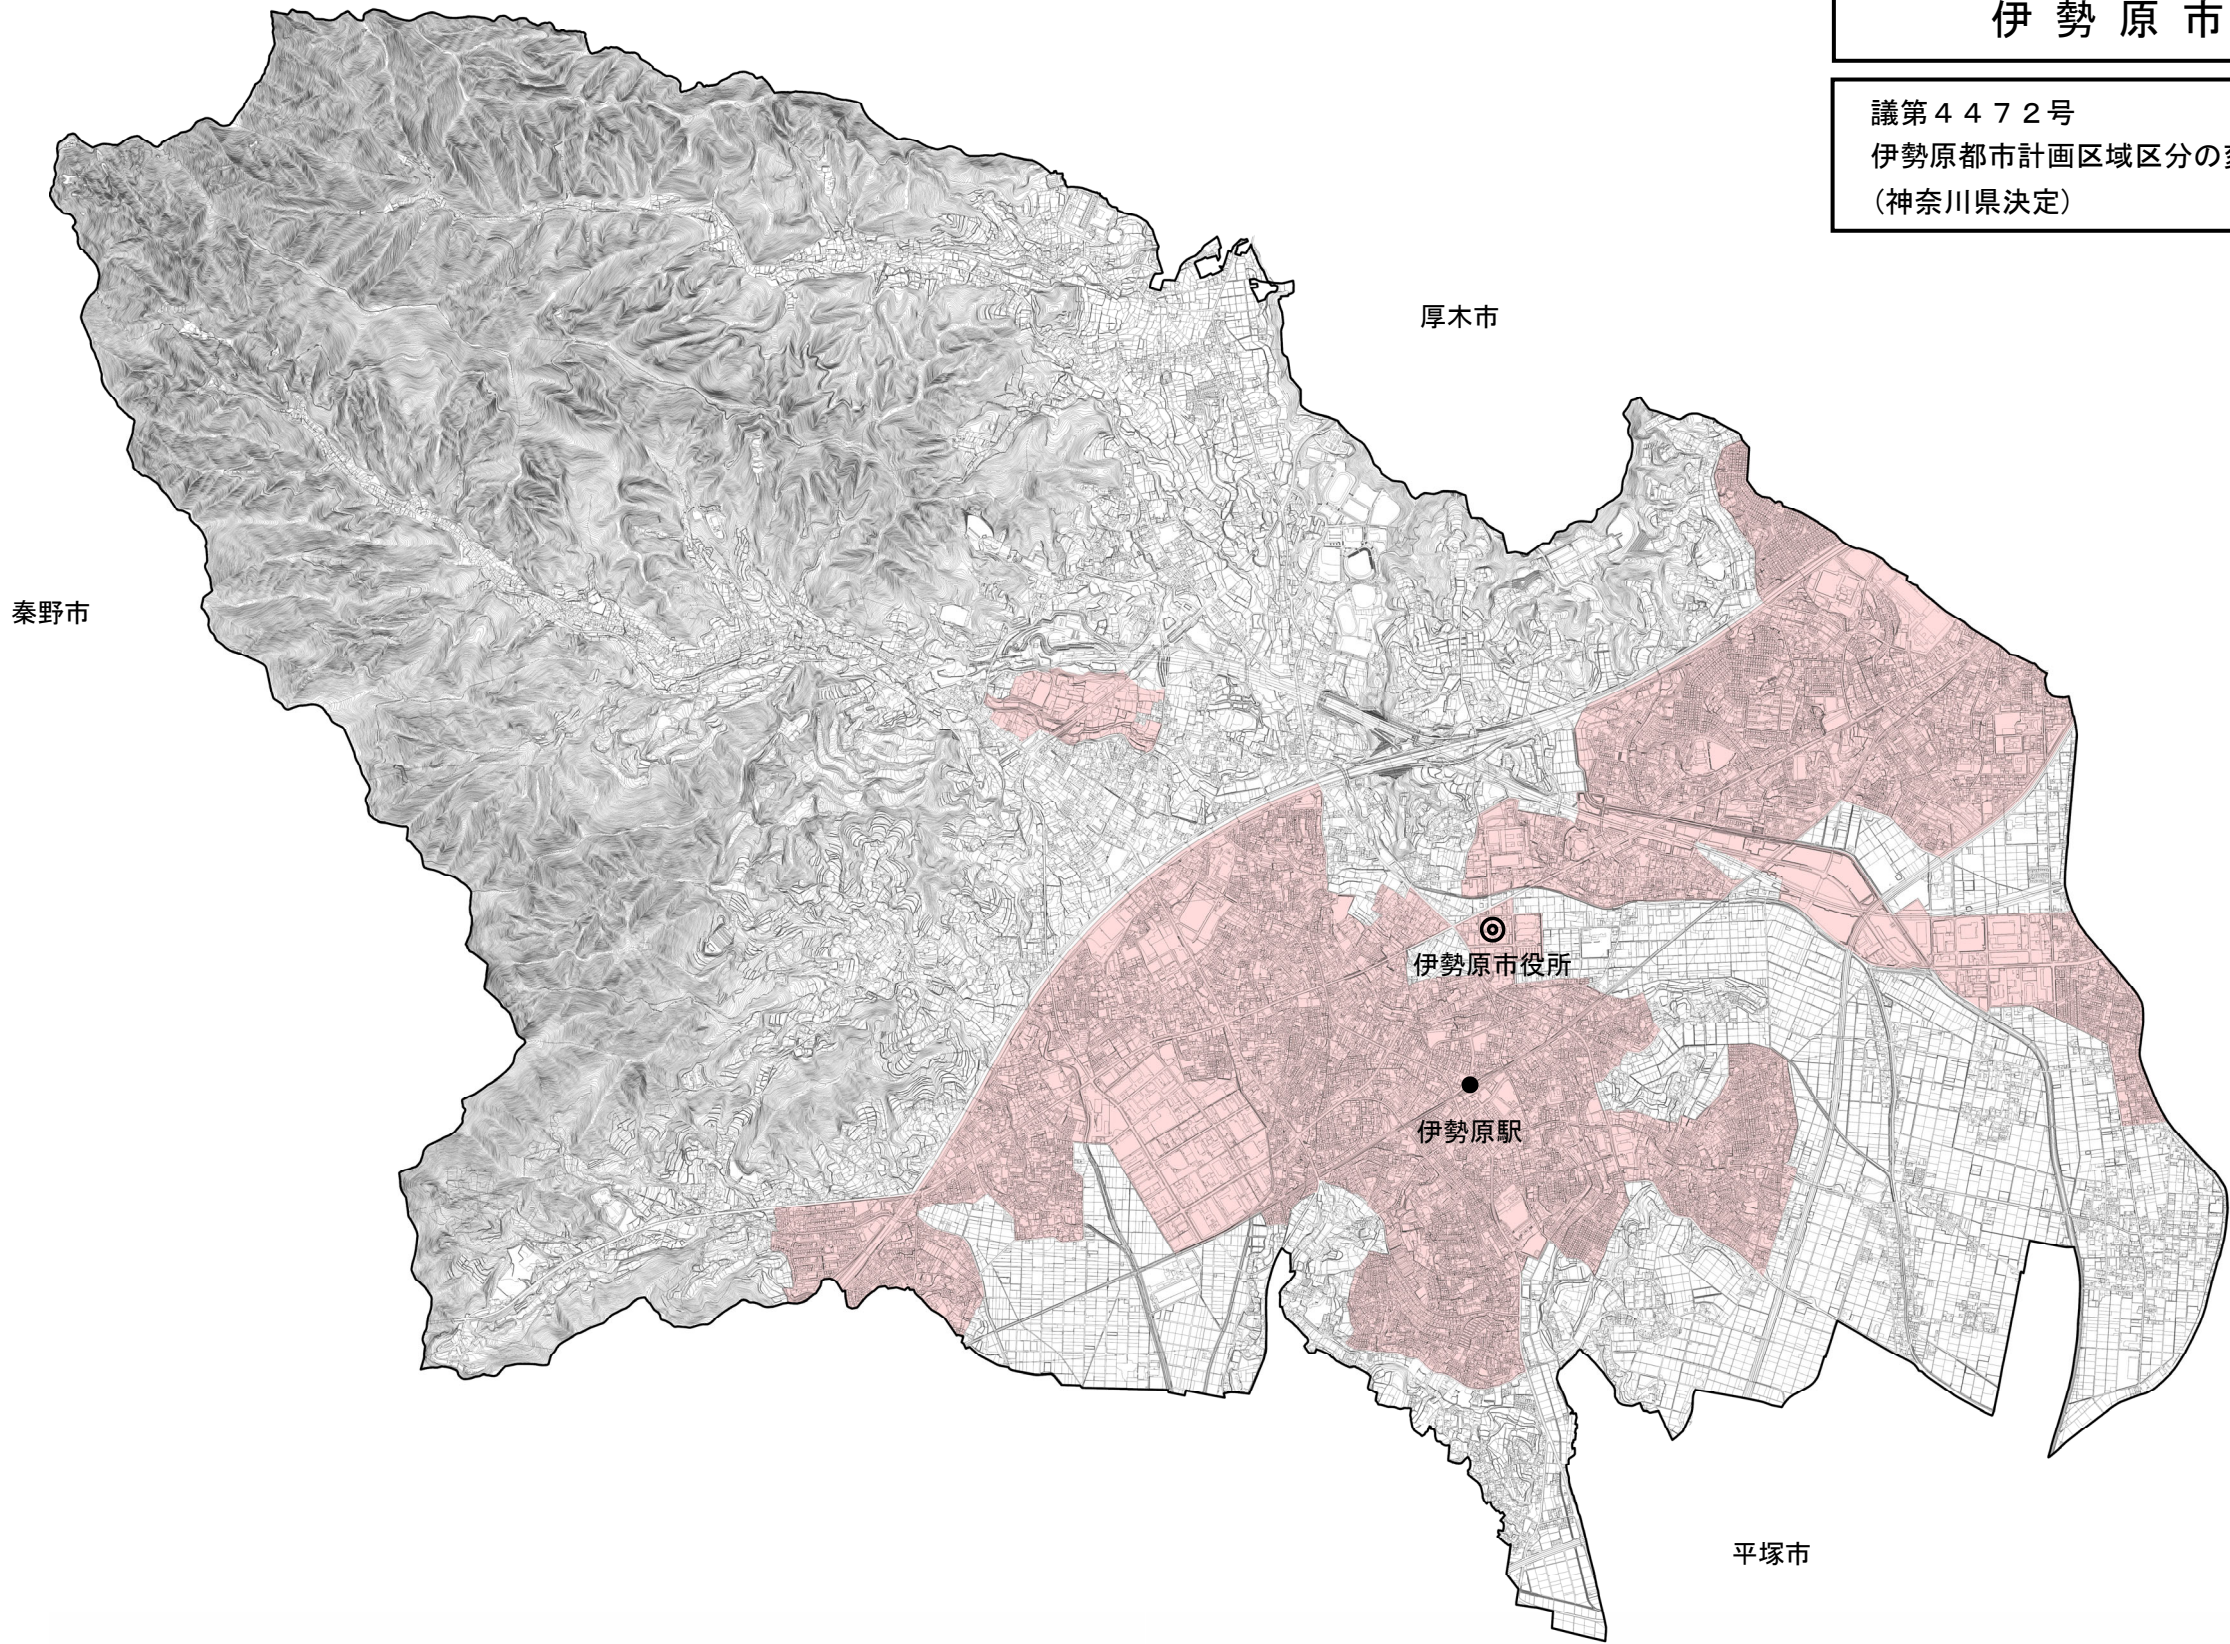 伊勢原市
議第４４７２号
伊勢原都市計画区域区分の
（神奈川県決定）
厚木市
秦野市
伊勢原市役所
伊勢原駅
平塚市